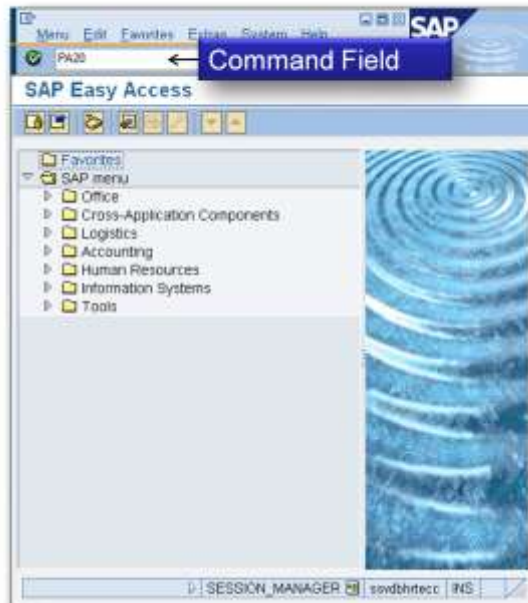 Menu Edit Favorites Extras System Help
SAP
PA20
Command Field
SAP Easy Access
Favorites
SAP menu
Office
Cross-Application Components
Logistics
Accounting
Human Resources
Information Systems
Tools
SESSION_MANAGER ssvdbhrtecc INS